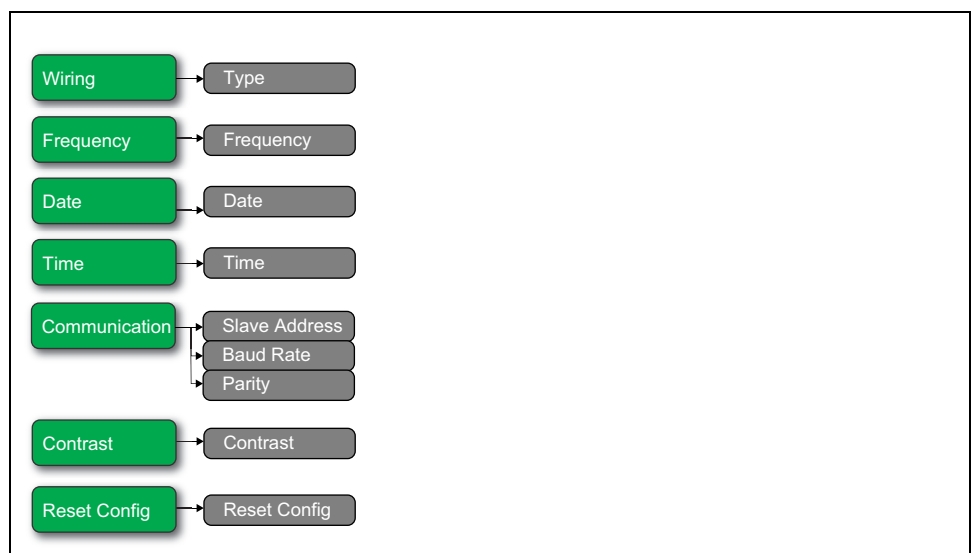 Wiring
Type
Frequency
Frequency
Date
Date
Time
Time
Communication
Slave Address
Baud Rate
Parity
Contrast
Contrast
Reset Config
Reset Config